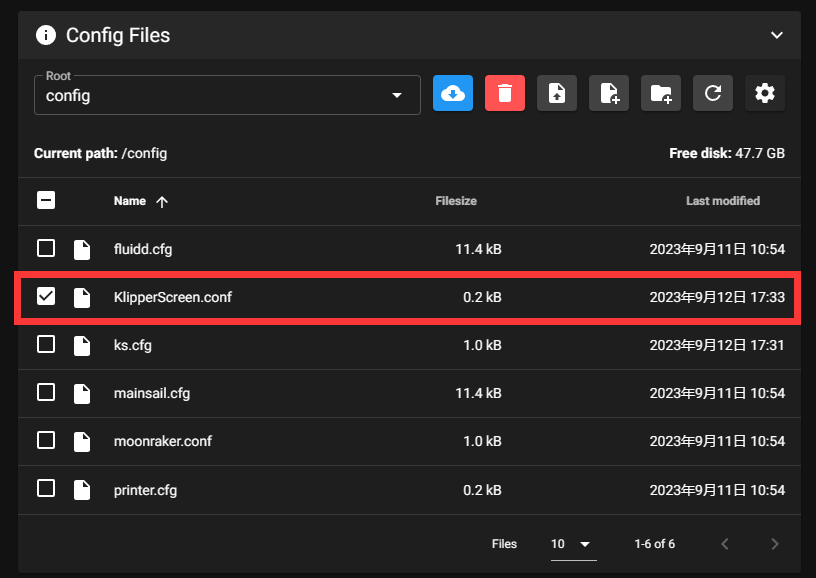 Config Files
Root
config
Current path: /config Free disk: 47.7 GB
Name Filesize Last modified
fluidd.cfg 11.4 kB 2023年9月11日 10:54
KlipperScreen.conf 0.2 kB 2023年9月12日 17:33
ks.cfg 1.0 kB 2023年9月12日 17:31
mainsail.cfg 11.4 kB 2023年9月11日 10:54
moonraker.conf 1.0 kB 2023年9月11日 10:54
printer.cfg 0.2 kB 2023年9月11日 10:54
Files 10 1-6 of 6